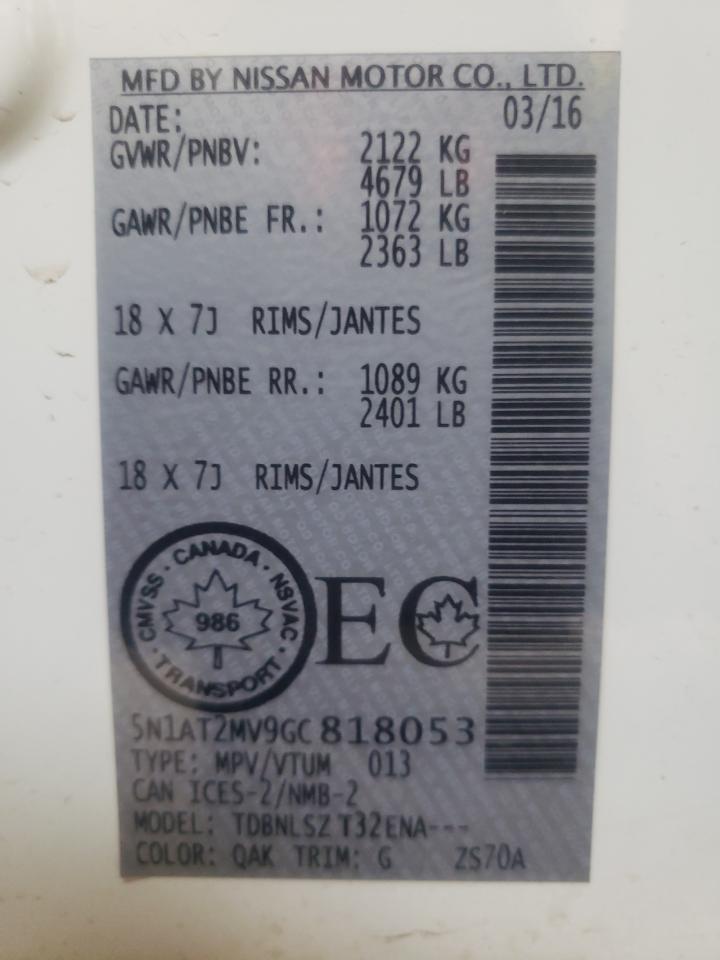 MFD BY NISSAN MOTOR CO., LTD.
DATE: 03/16
GVWR/PNBV: 2122 KG
4679 LB
GAWR/PNBE FR.: 1072 KG
2363 LB
18 X 7J RIMS/JANTES
GAWR/PNBE RR.: 1089 KG
2401 LB
18 X 7J RIMS/JANTES
CMVSS · CANADA · NSVAC · TRANSPORT ·
986
EC
5N1AT2MV9GC818053
TYPE: MPV/VTUM 013
CAN ICES-2/NMB-2
MODEL: TDBNLSZ T32ENA---
COLOR: QAK TRIM: G ZS70A